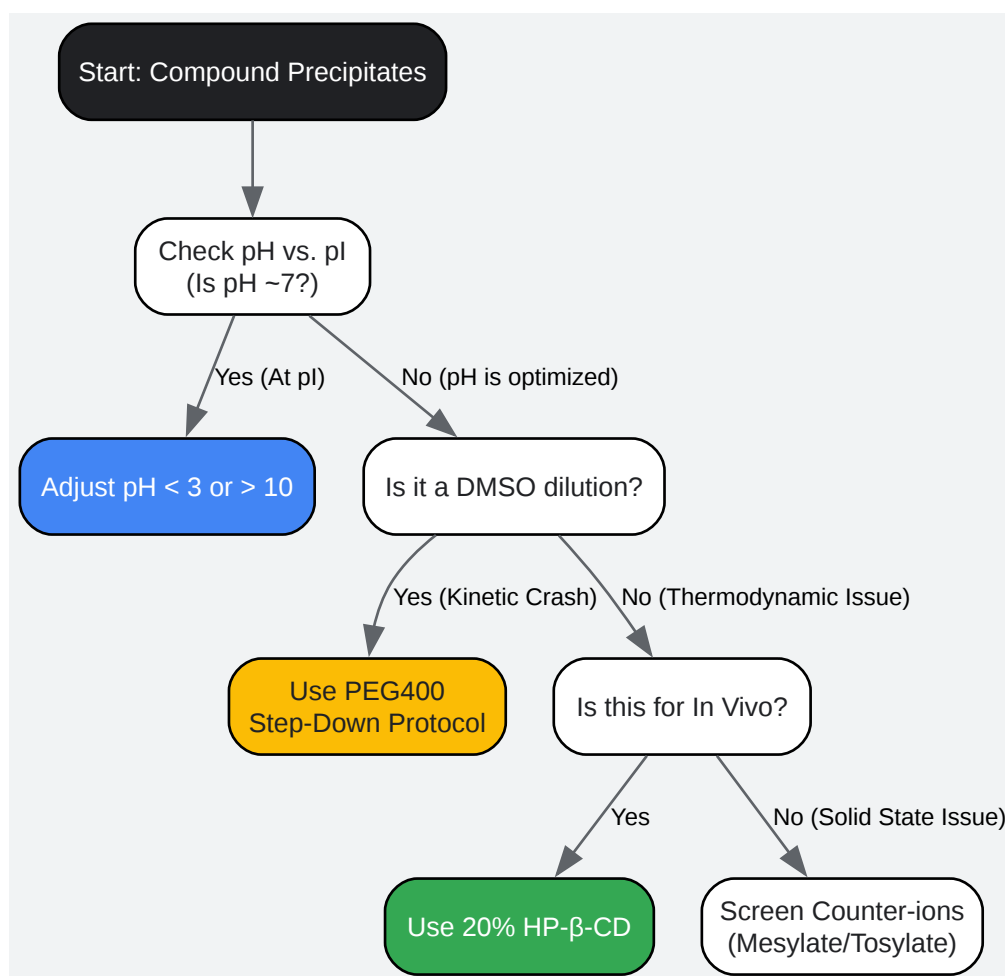 Start: Compound Precipitates
Check pH vs. pI
(Is pH ~7?)
Yes (At pI)
No (pH is optimized)
Adjust pH < 3 or > 10
Is it a DMSO dilution?
Yes (Kinetic Crash)
No (Thermodynamic Issue)
Use PEG400
Step-Down Protocol
Is this for In Vivo?
Yes
No (Solid State Issue)
Use 20% HP-β-CD
Screen Counter-ions
(Mesylate/Tosylate)